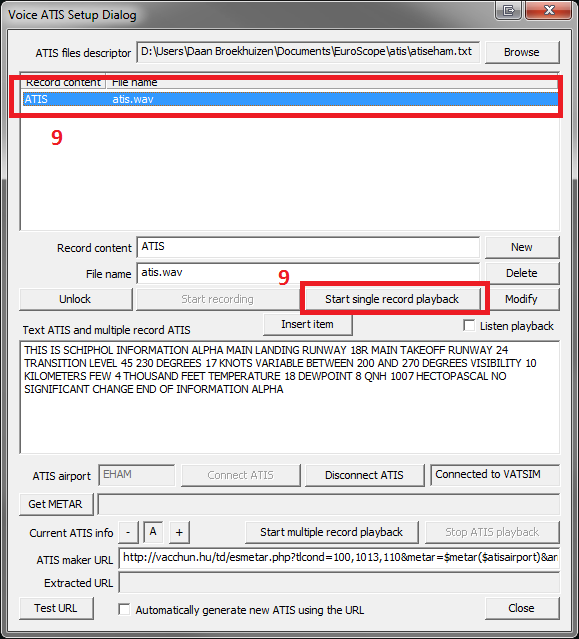 Voice ATIS Setup Dialog
ATIS files descriptor D:\Users\Daan Broekhuizen\Documents\EuroScope\atis\atiseham.txt Browse
Record content File name
ATIS atis.wav
9
Record content ATIS New
File name atis.wav 9 Delete
Unlock Start recording Start single record playback Modify
Text ATIS and multiple record ATIS Insert item Listen playback
THIS IS SCHIPHOL INFORMATION ALPHA MAIN LANDING RUNWAY 18R MAIN TAKEOFF RUNWAY 24
TRANSITION LEVEL 45 230 DEGREES 17 KNOTS VARIABLE BETWEEN 200 AND 270 DEGREES VISIBILITY 10
KILOMETERS FEW 4 THOUSAND FEET TEMPERATURE 18 DEWPOINT 8 QNH 1007 HECTOPASCAL NO
SIGNIFICANT CHANGE END OF INFORMATION ALPHA
ATIS airport EHAM Connect ATIS Disconnect ATIS Connected to VATSIM
Get METAR
Current ATIS info - A + Start multiple record playback Stop ATIS playback
ATIS maker URL http://vacchun.hu/td/esmetar.php?tlcond=100,1013,110&metar=$metar($atisairport)&ar
Extracted URL
Test URL Automatically generate new ATIS using the URL Close